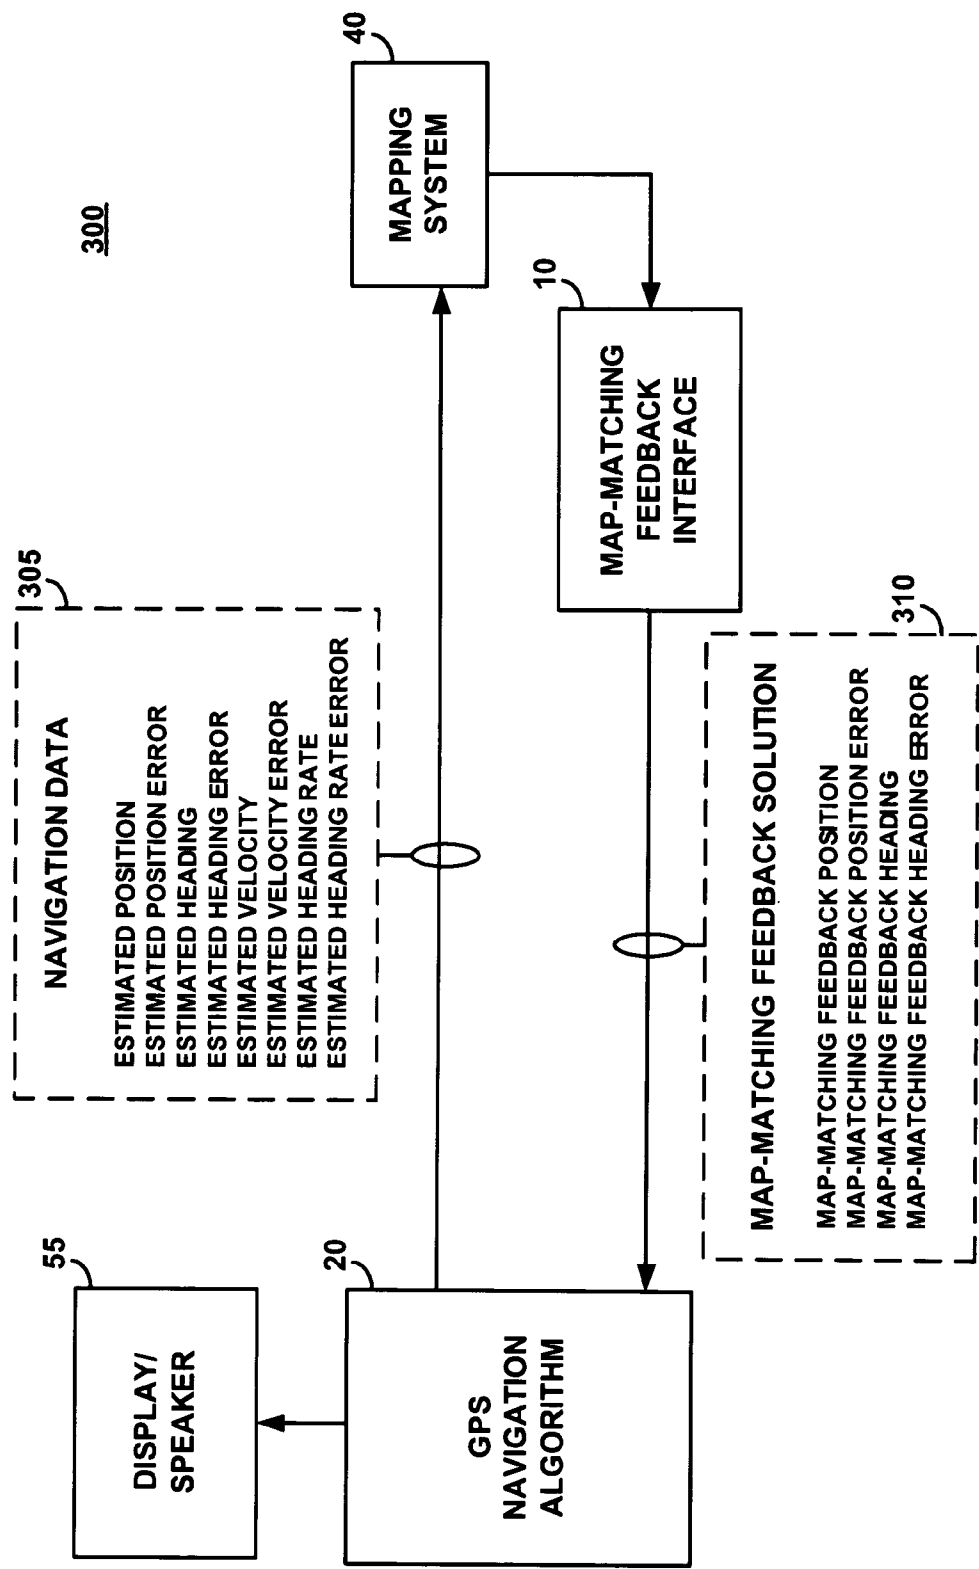 300
305
NAVIGATION DATA
ESTIMATED POSITION
ESTIMATED POSITION ERROR
ESTIMATED HEADING
ESTIMATED HEADING ERROR
ESTIMATED VELOCITY
ESTIMATED VELOCITY ERROR
ESTIMATED HEADING RATE
ESTIMATED HEADING RATE ERROR
55
DISPLAY/
SPEAKER
20
GPS
NAVIGATION
ALGORITHM
40
MAPPING
SYSTEM
10
MAP-MATCHING
FEEDBACK
INTERFACE
310
MAP-MATCHING FEEDBACK SOLUTION
MAP-MATCHING FEEDBACK POSITION
MAP-MATCHING FEEDBACK POSITION ERROR
MAP-MATCHING FEEDBACK HEADING
MAP-MATCHING FEEDBACK HEADING ERROR